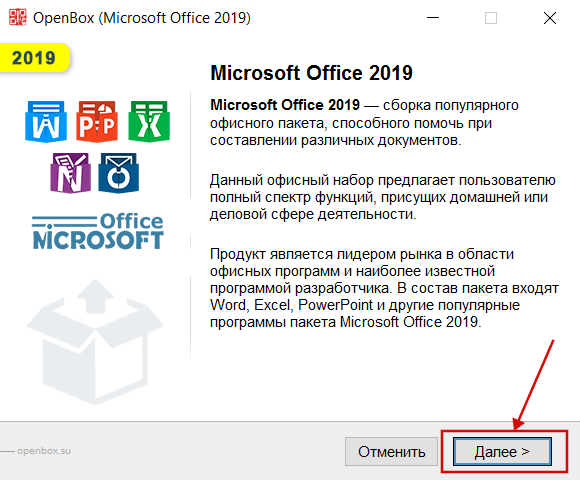 OpenBox (Microsoft Office 2019)
2019
Microsoft Office 2019
Microsoft Office 2019 — сборка популярного
офисного пакета, способного помочь при
составлении различных документов.
Данный офисный набор предлагает пользователю
полный спектр функций, присущих домашней или
деловой сфере деятельности.
Продукт является лидером рынка в области
офисных программ и наиболее известной
программой разработчика. В состав пакета входят
Word, Excel, PowerPoint и другие популярные
программы пакета Microsoft Office 2019.
W
P P
X
N
O
Office
MICROSOFT
openbox.su
Отменить
Далее >